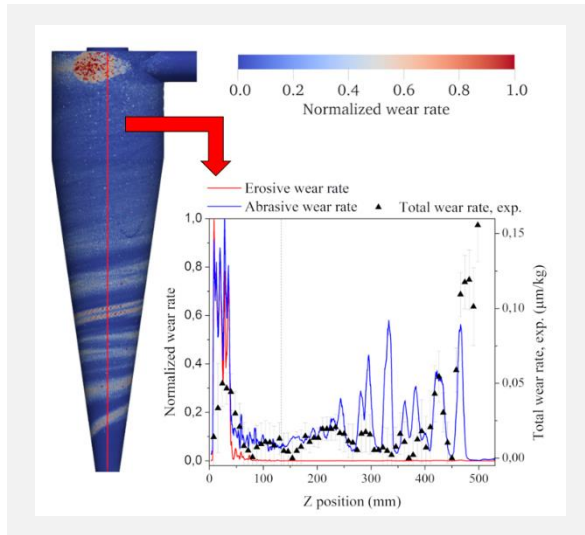 0.0 0.2 0.4 0.6 0.8 1.0
Normalized wear rate
Erosive wear rate
Abrasive wear rate
Total wear rate, exp.
1,0
0,8
0,6
0,4
0,2
0,0
Normalized wear rate
0,15
0,10
0,05
0,00
Total wear rate, exp. (μm/kg)
0 100 200 300 400 500
Z position (mm)